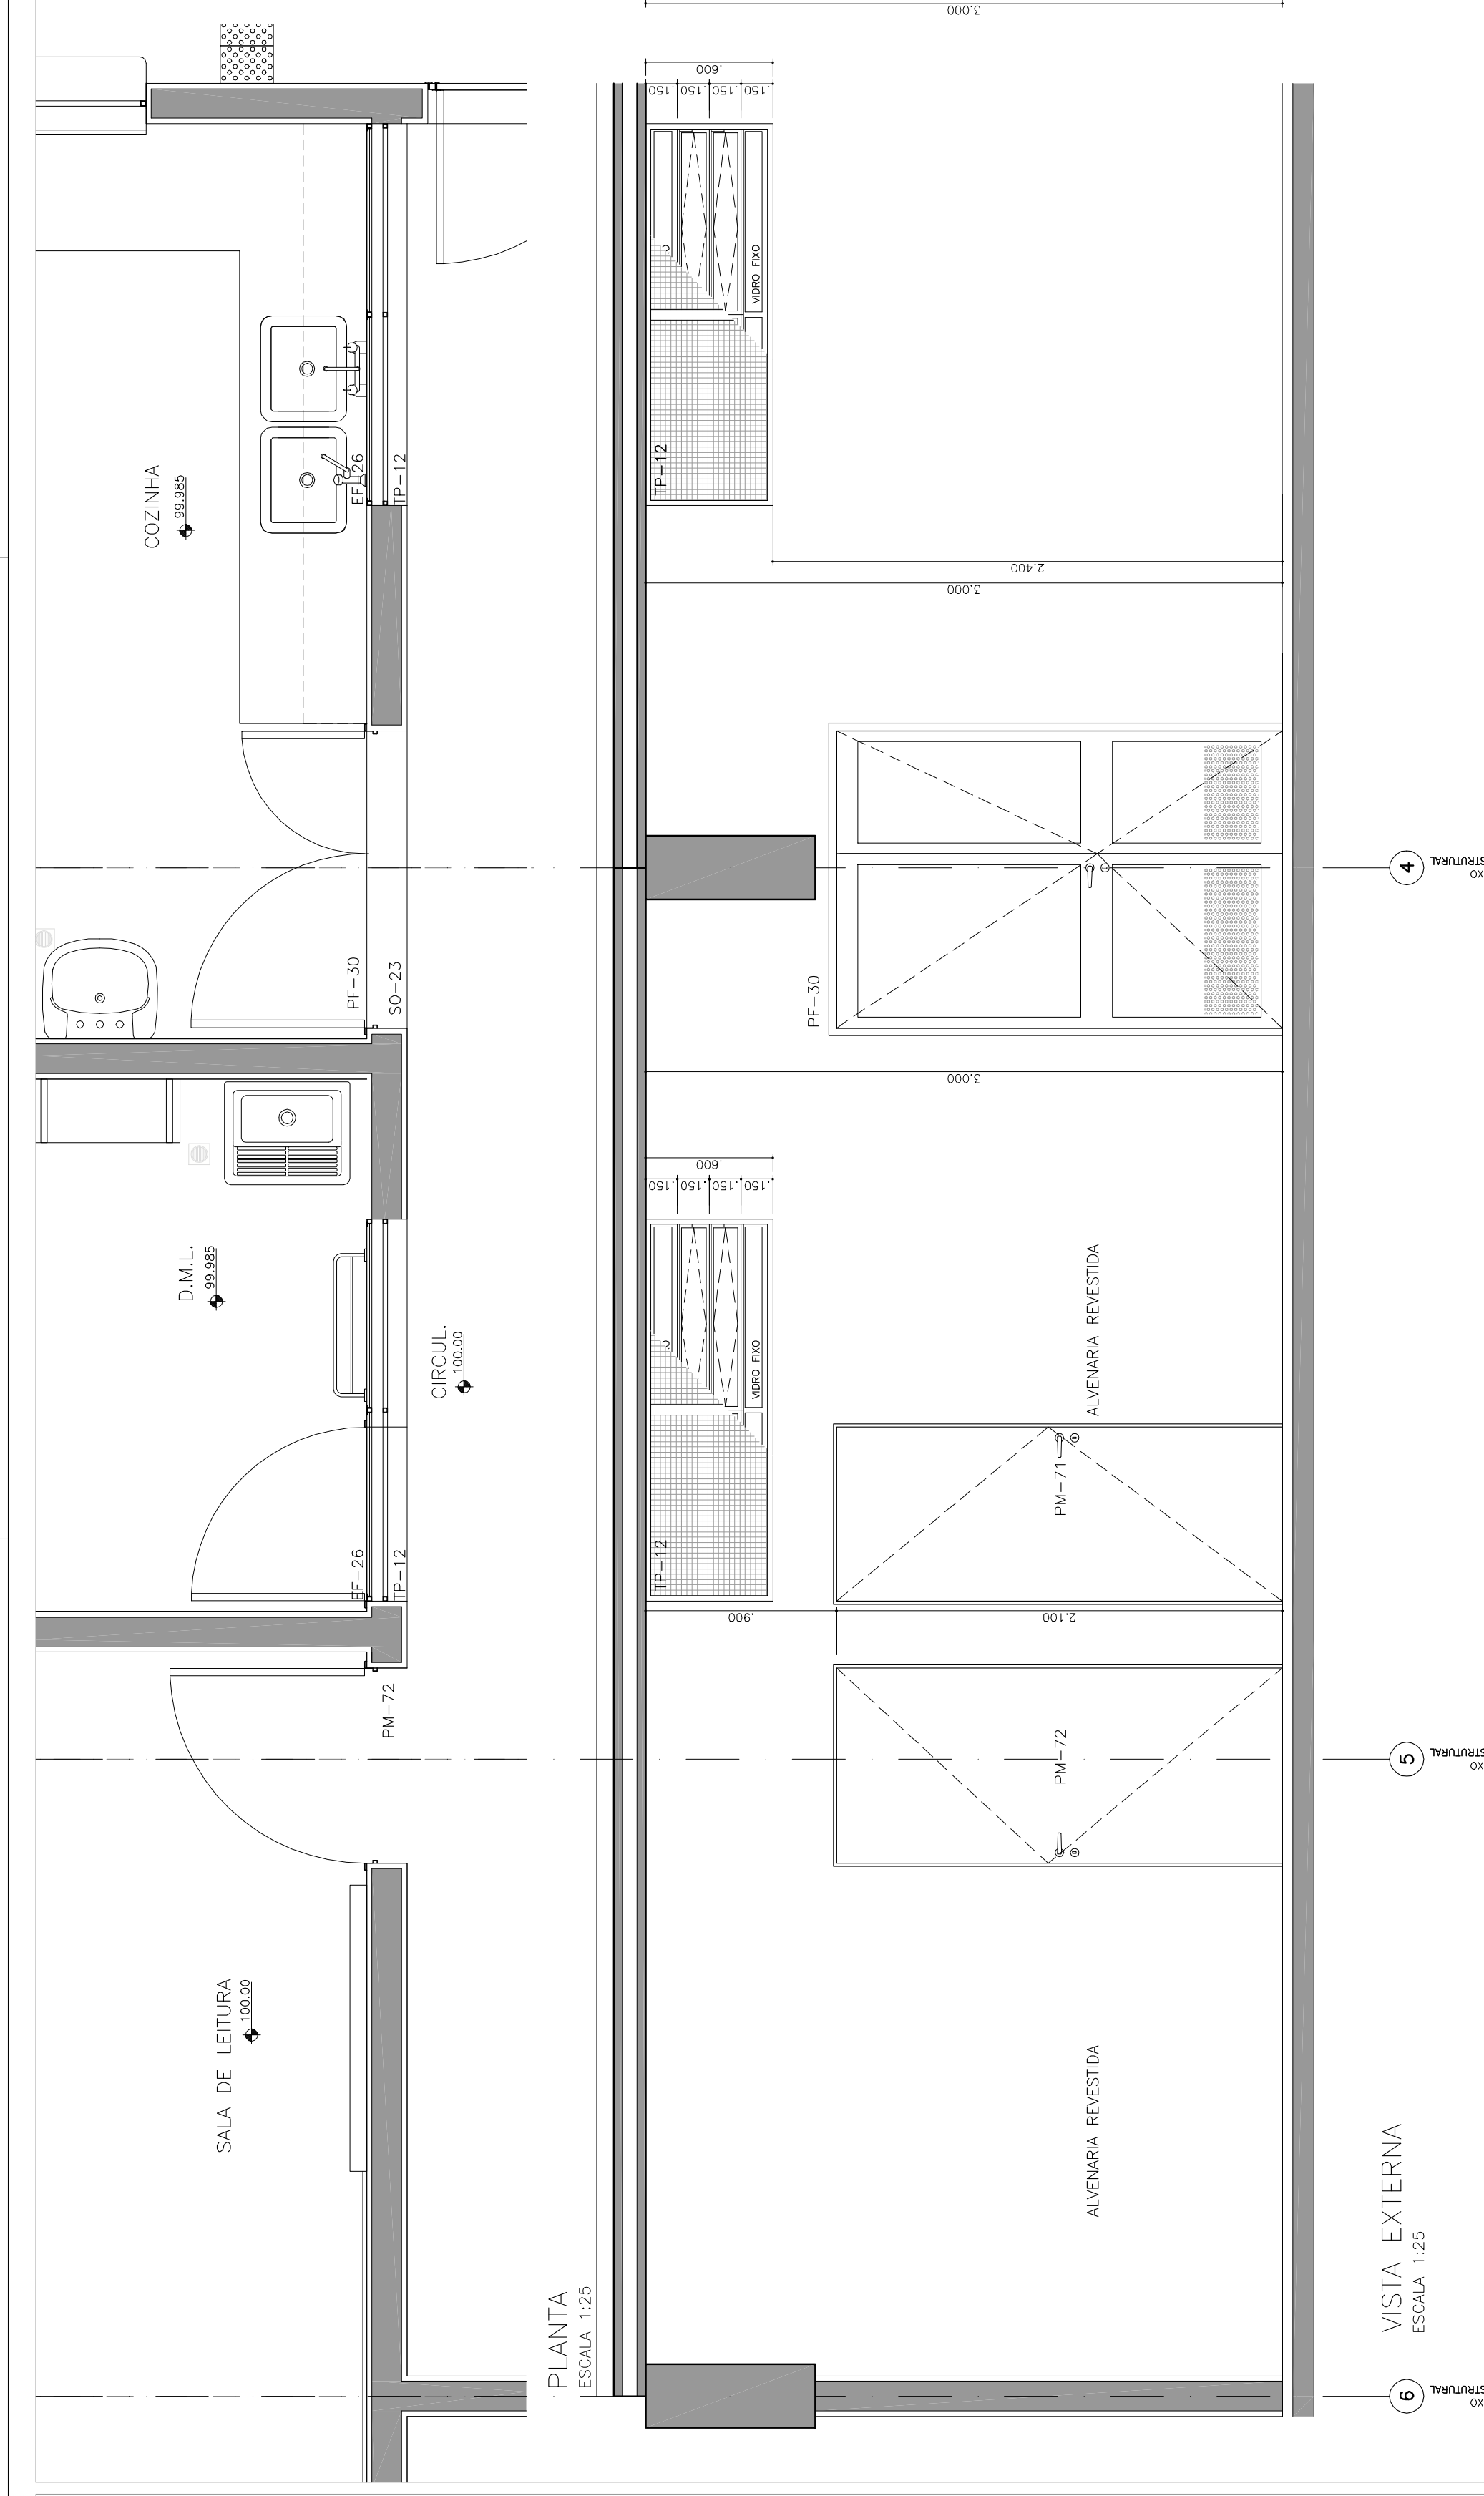 SALA DE LEITURA
100.00
D.M.L.
99.985
COZINHA
99.985
PM-72
EF-26
TP-12
PF-30
SO-23
EF-26
TP-12
CIRCUL.
100.00
PLANTA
ESCALA 1:25
TP-12
VIDRO FIXO
.150
.150
.150
.150
.600
TP-12
VIDRO FIXO
.150
.150
.150
.150
.600
3.000
.900
2.100
3.000
3.000
2.400
PF-30
PM-72
PM-71
ALVENARIA REVESTIDA
ALVENARIA REVESTIDA
6
5
4
VISTA EXTERNA
ESCALA 1:25